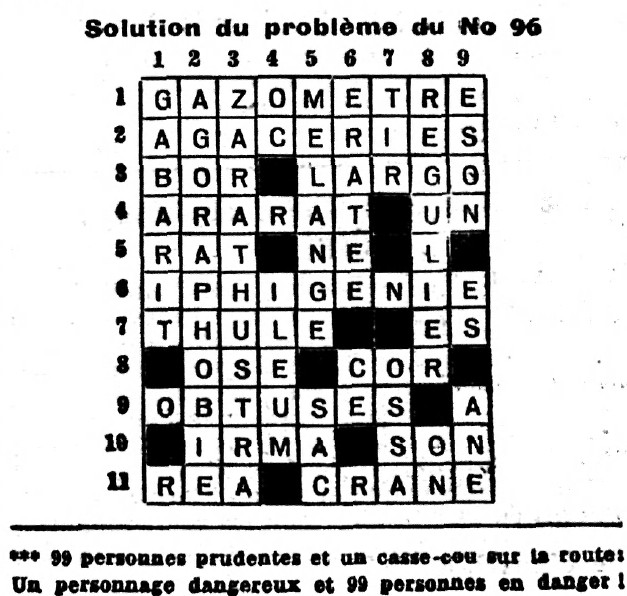 Solution du problème du No 96
1 2 3 4 5 6 7 8 9
1 G A Z O M E T R E
2 A G A C E R I E S
3 B O R L A R G O
4 A R A R A T U N
5 R A T N E L
6 I P H I G E N I E
7 T H U L E E S
8 O S E C O R
9 O B T U S E S A
10 I R M A S O N
11 R E A C R A N E
*** 99 personnes prudentes et un casse-cou sur la route:
Un personnage dangereux et 99 personnes en danger !